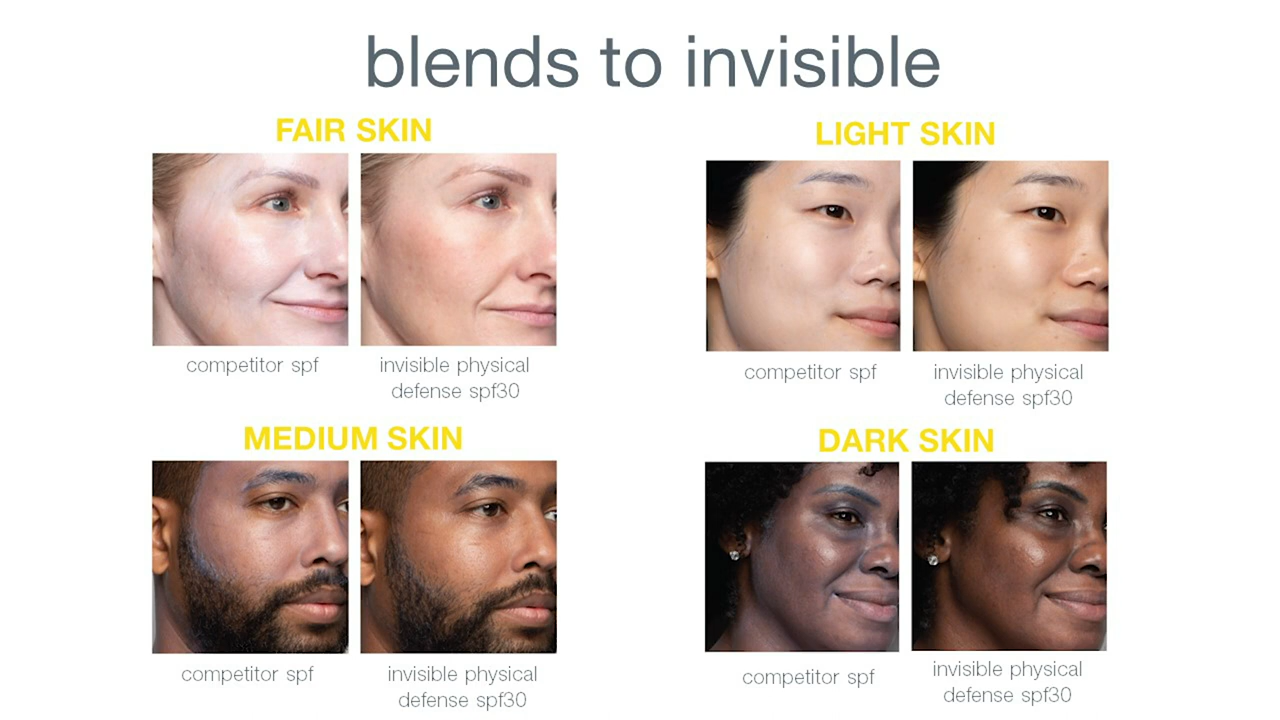 blends to invisible
FAIR SKIN
competitor spf
invisible physical
defense spf30
LIGHT SKIN
competitor spf
invisible physical
defense spf30
MEDIUM SKIN
competitor spf
invisible physical
defense spf30
DARK SKIN
competitor spf
invisible physical
defense spf30